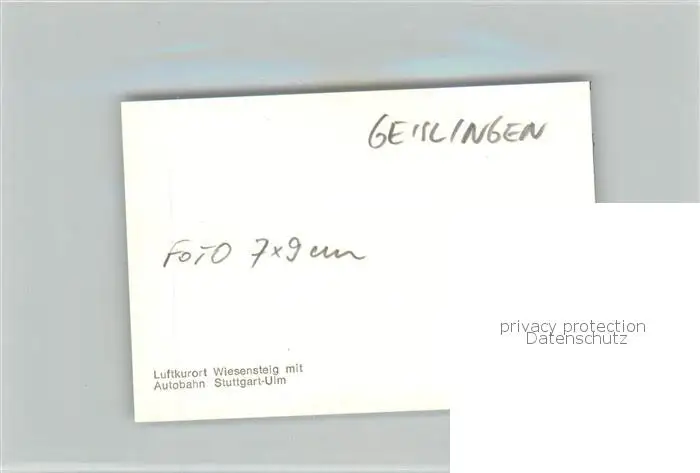 GEISLINGEN
FOTO 7x9 cm
privacy protection
Datenschutz
Luftkurort Wiesensteig mit
Autobahn Stuttgart-Ulm